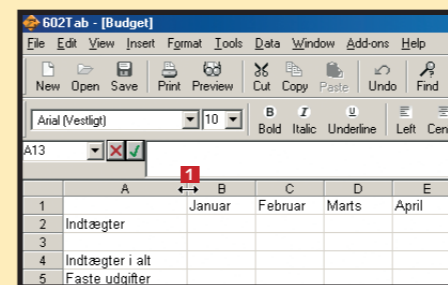 602Tab - [Budget]
File Edit View Insert Format Tools Data Window Add-ons Help
New Open Save Print Preview Cut Copy Paste Undo Find
Arial (Vestligt) 10 B I U
Bold Italic Underline Left Cen
A13
1
A B C D E
1 Januar Februar Marts April
2 Indtægter
3
4 Indtægter i alt
5 Faste udgifter